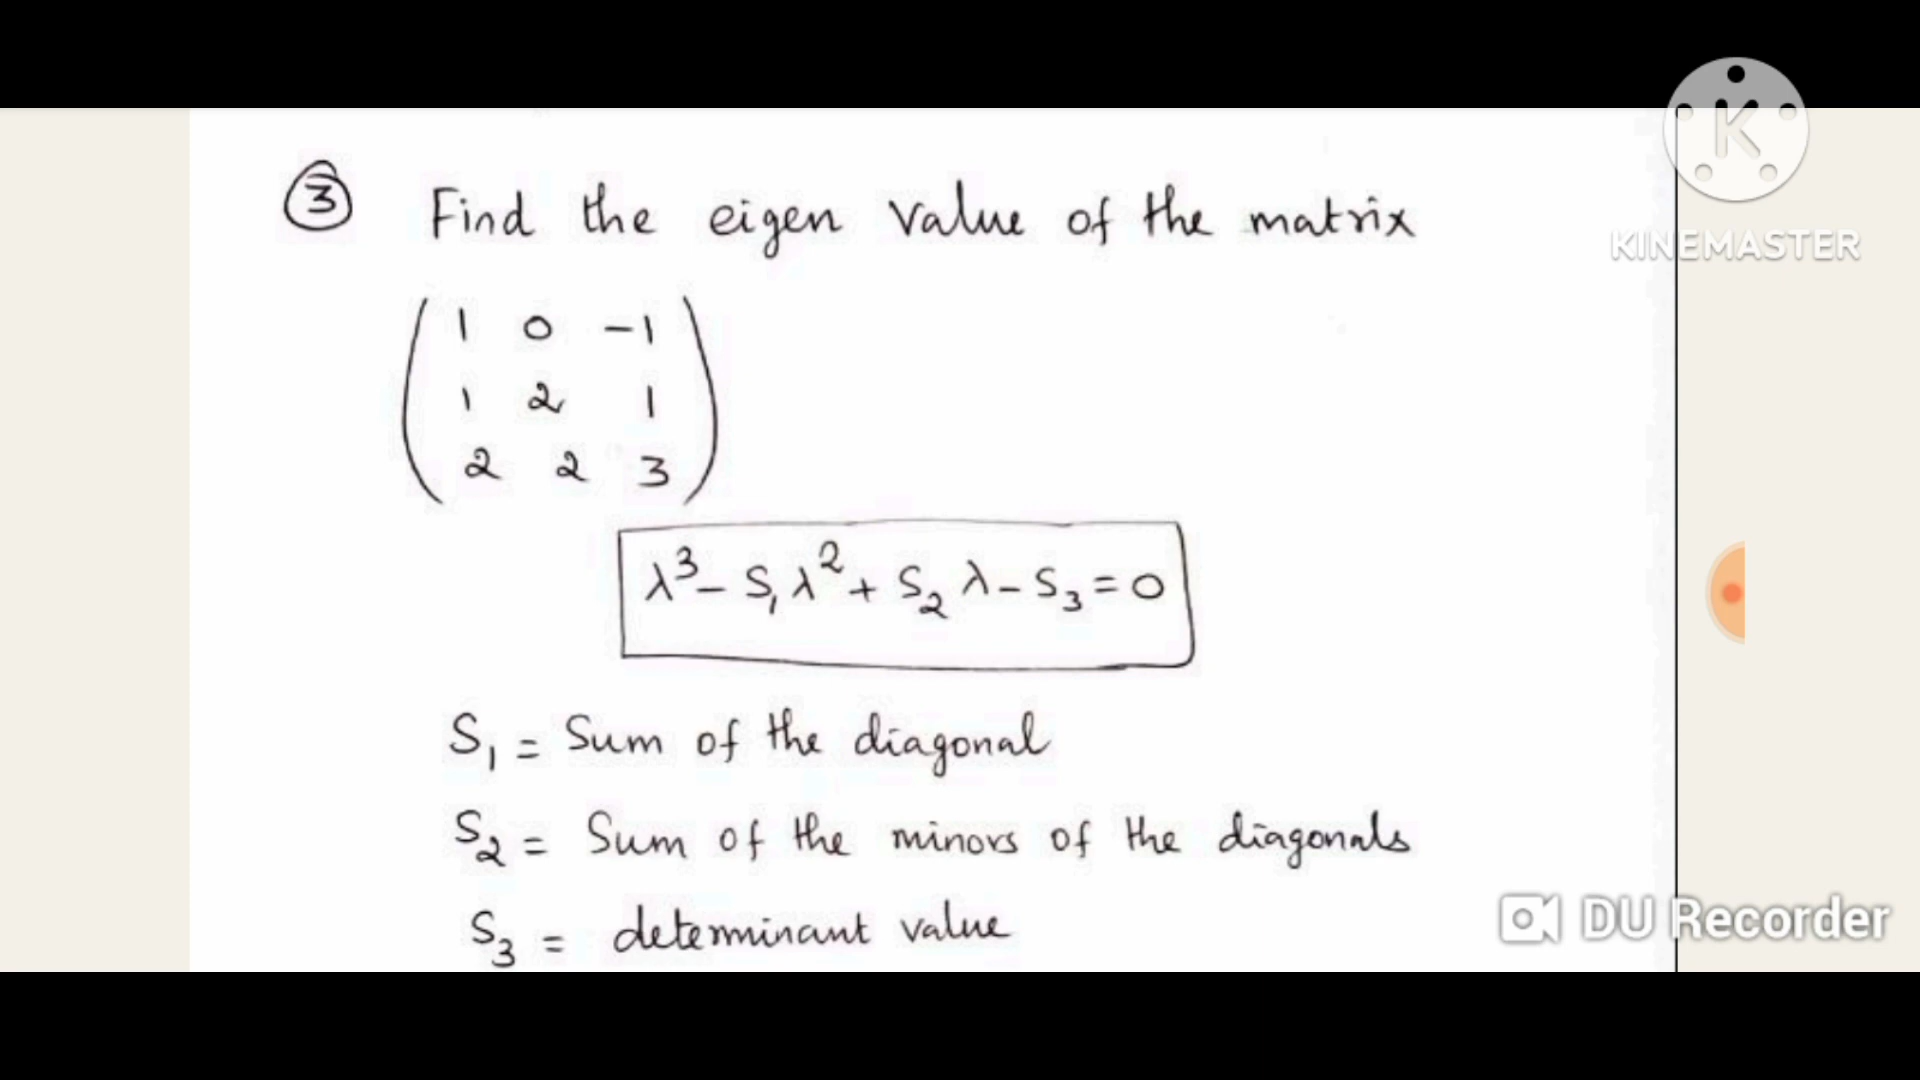 ③ Find the eigen value of the matrix
1 0 -1
1 2 1
2 2 3
λ³ - S₁λ² + S₂λ - S₃ = 0
S₁ = Sum of the diagonal
S₂ = Sum of the minors of the diagonals
S₃ = determinant value
K
KINEMASTER
DU Recorder